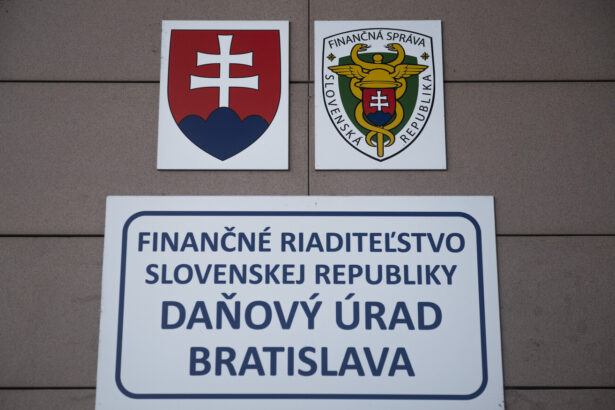 FINANČNÁ SPRÁVA
SLOVENSKÁ REPUBLIKA
FINANČNÉ RIADITEĽSTVO
SLOVENSKEJ REPUBLIKY
DAŇOVÝ ÚRAD
BRATISLAVA